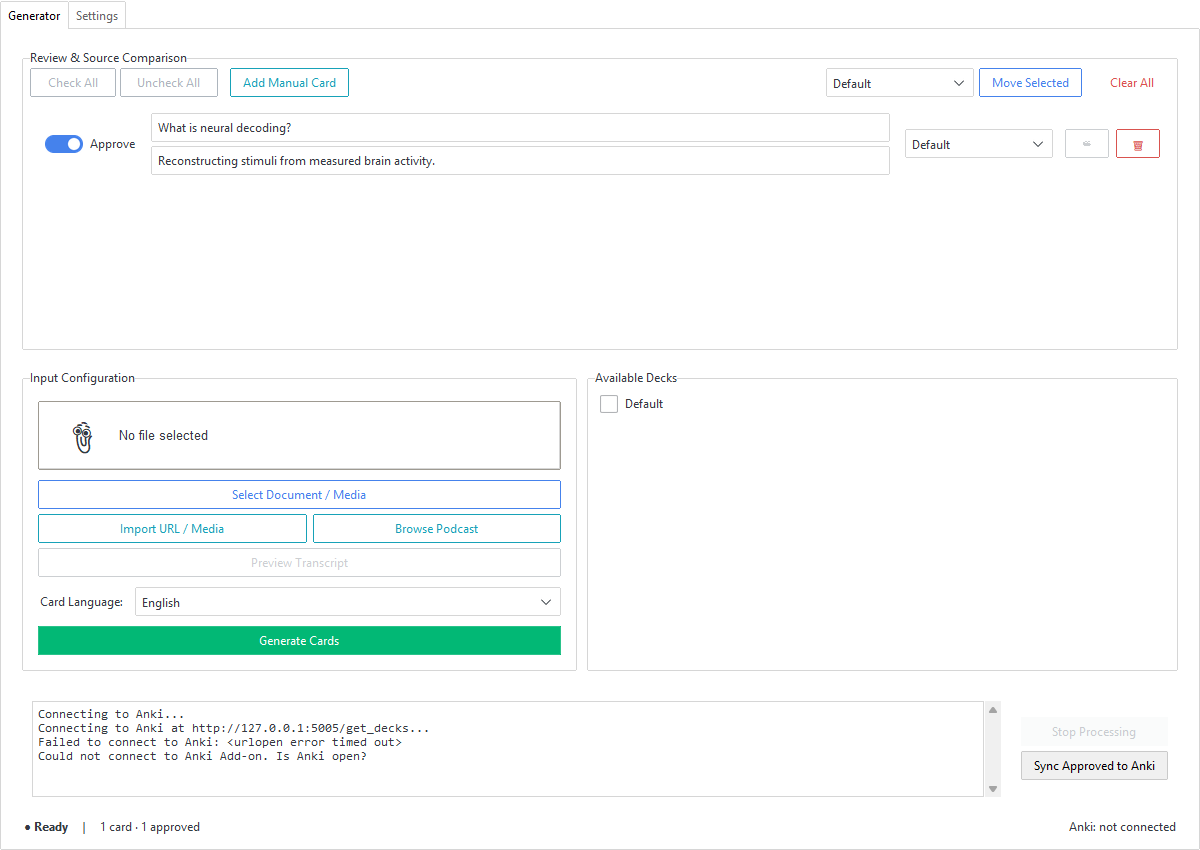 Generator Settings
Review & Source Comparison
Check All Uncheck All Add Manual Card Default Move Selected Clear All
Approve What is neural decoding?
Reconstructing stimuli from measured brain activity.
Default
Input Configuration
No file selected
Select Document / Media
Import URL / Media Browse Podcast
Preview Transcript
Card Language: English
Generate Cards
Available Decks
Default
Connecting to Anki...
Connecting to Anki at http://127.0.0.1:5005/get_decks...
Failed to connect to Anki: <urlopen error timed out>
Could not connect to Anki Add-on. Is Anki open?
Stop Processing
Sync Approved to Anki
● Ready | 1 card · 1 approved Anki: not connected